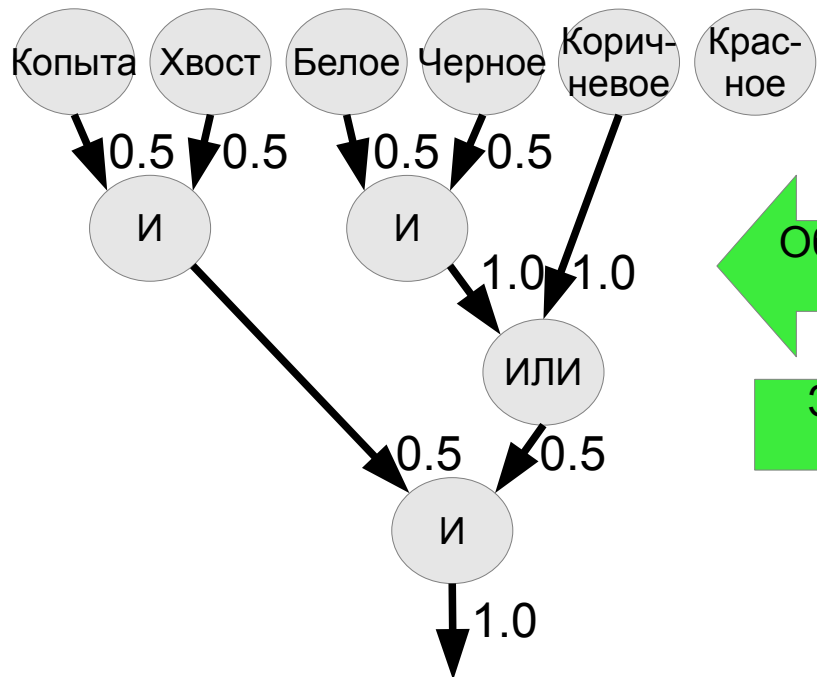 Копыта
Хвост
Белое
Черное
Корич-
невое
Крас-
ное
0.5
0.5
0.5
0.5
И
И
1.0
1.0
ИЛИ
0.5
0.5
И
1.0